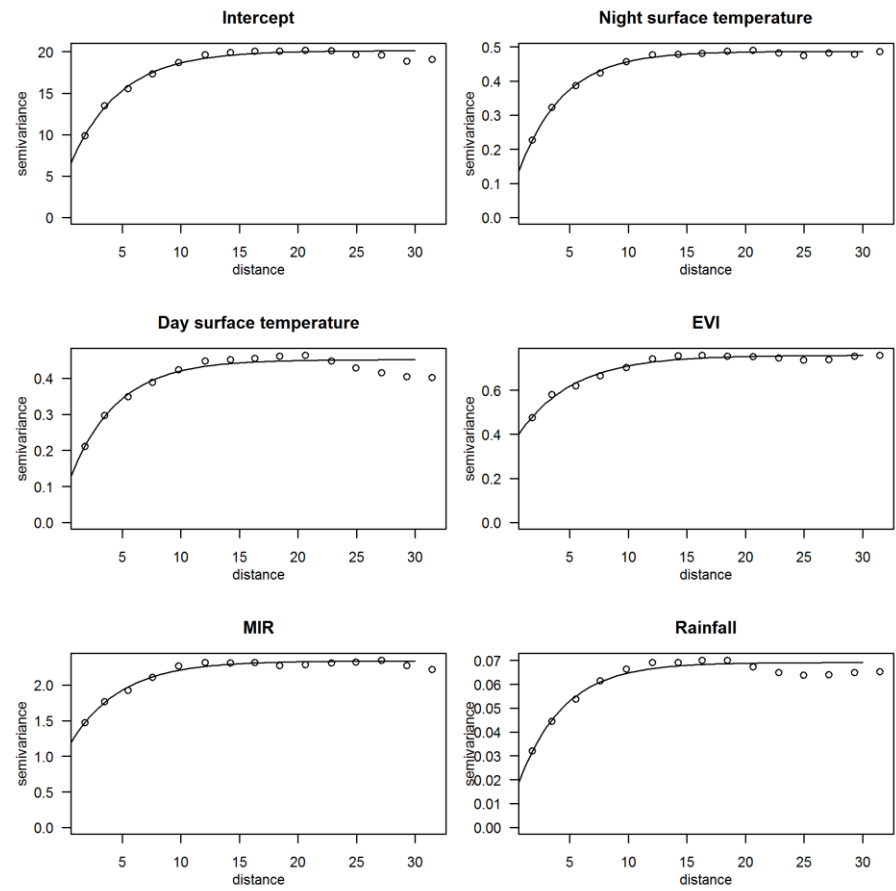 Intercept
semivariance
20
15
10
5
0
5 10 15 20 25 30
distance
Night surface temperature
semivariance
0.5
0.4
0.3
0.2
0.1
0.0
5 10 15 20 25 30
distance
Day surface temperature
semivariance
0.4
0.3
0.2
0.1
0.0
5 10 15 20 25 30
distance
EVI
semivariance
0.6
0.4
0.2
0.0
5 10 15 20 25 30
distance
MIR
semivariance
2.0
1.5
1.0
0.0
5 10 15 20 25 30
distance
Rainfall
semivariance
0.07
0.06
0.05
0.04
0.03
0.02
0.01
0.00
5 10 15 20 25 30
distance